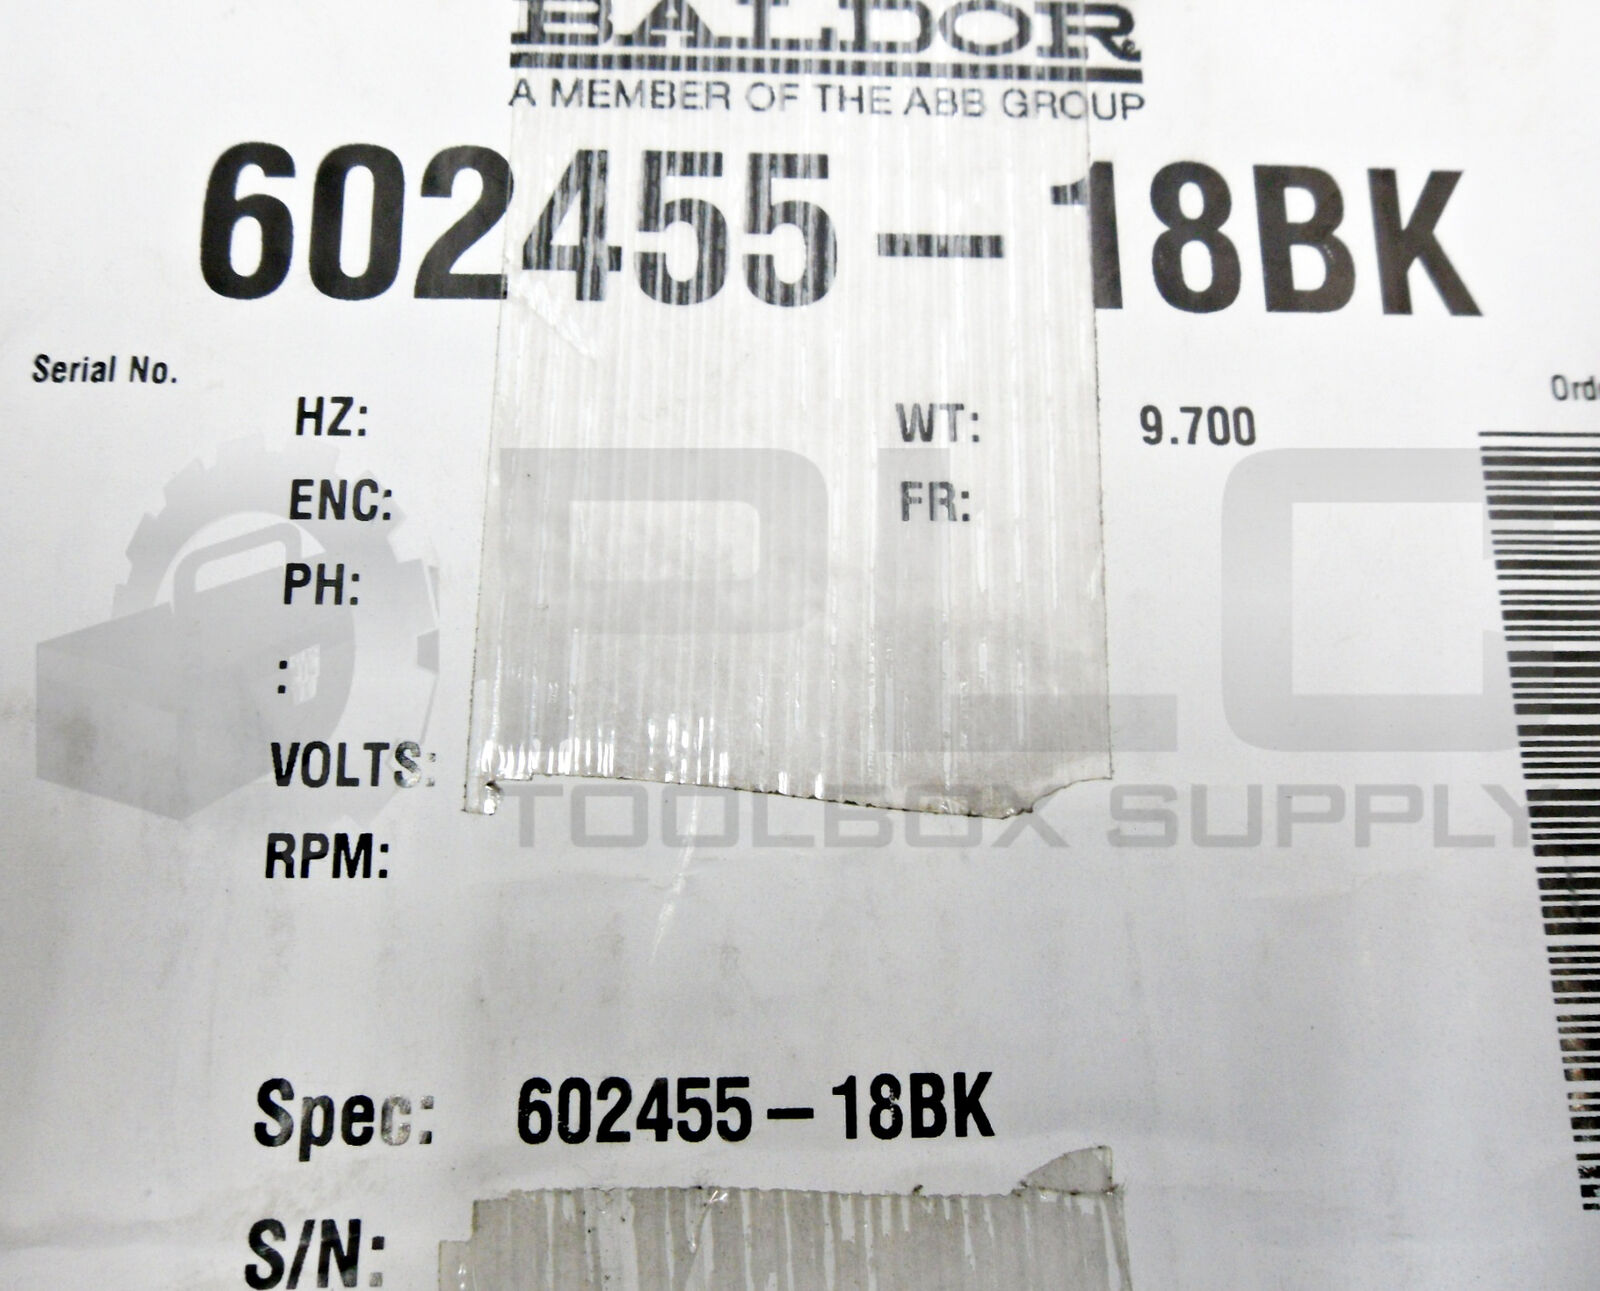 BALDOR
A MEMBER OF THE ABB GROUP
602455-18BK
Serial No.
HZ: WT: 9.700
ENC: FR:
PH:
:
VOLTS:
RPM:
Spec: 602455-18BK
S/N:
PLC
TOOLBOX SUPPLY